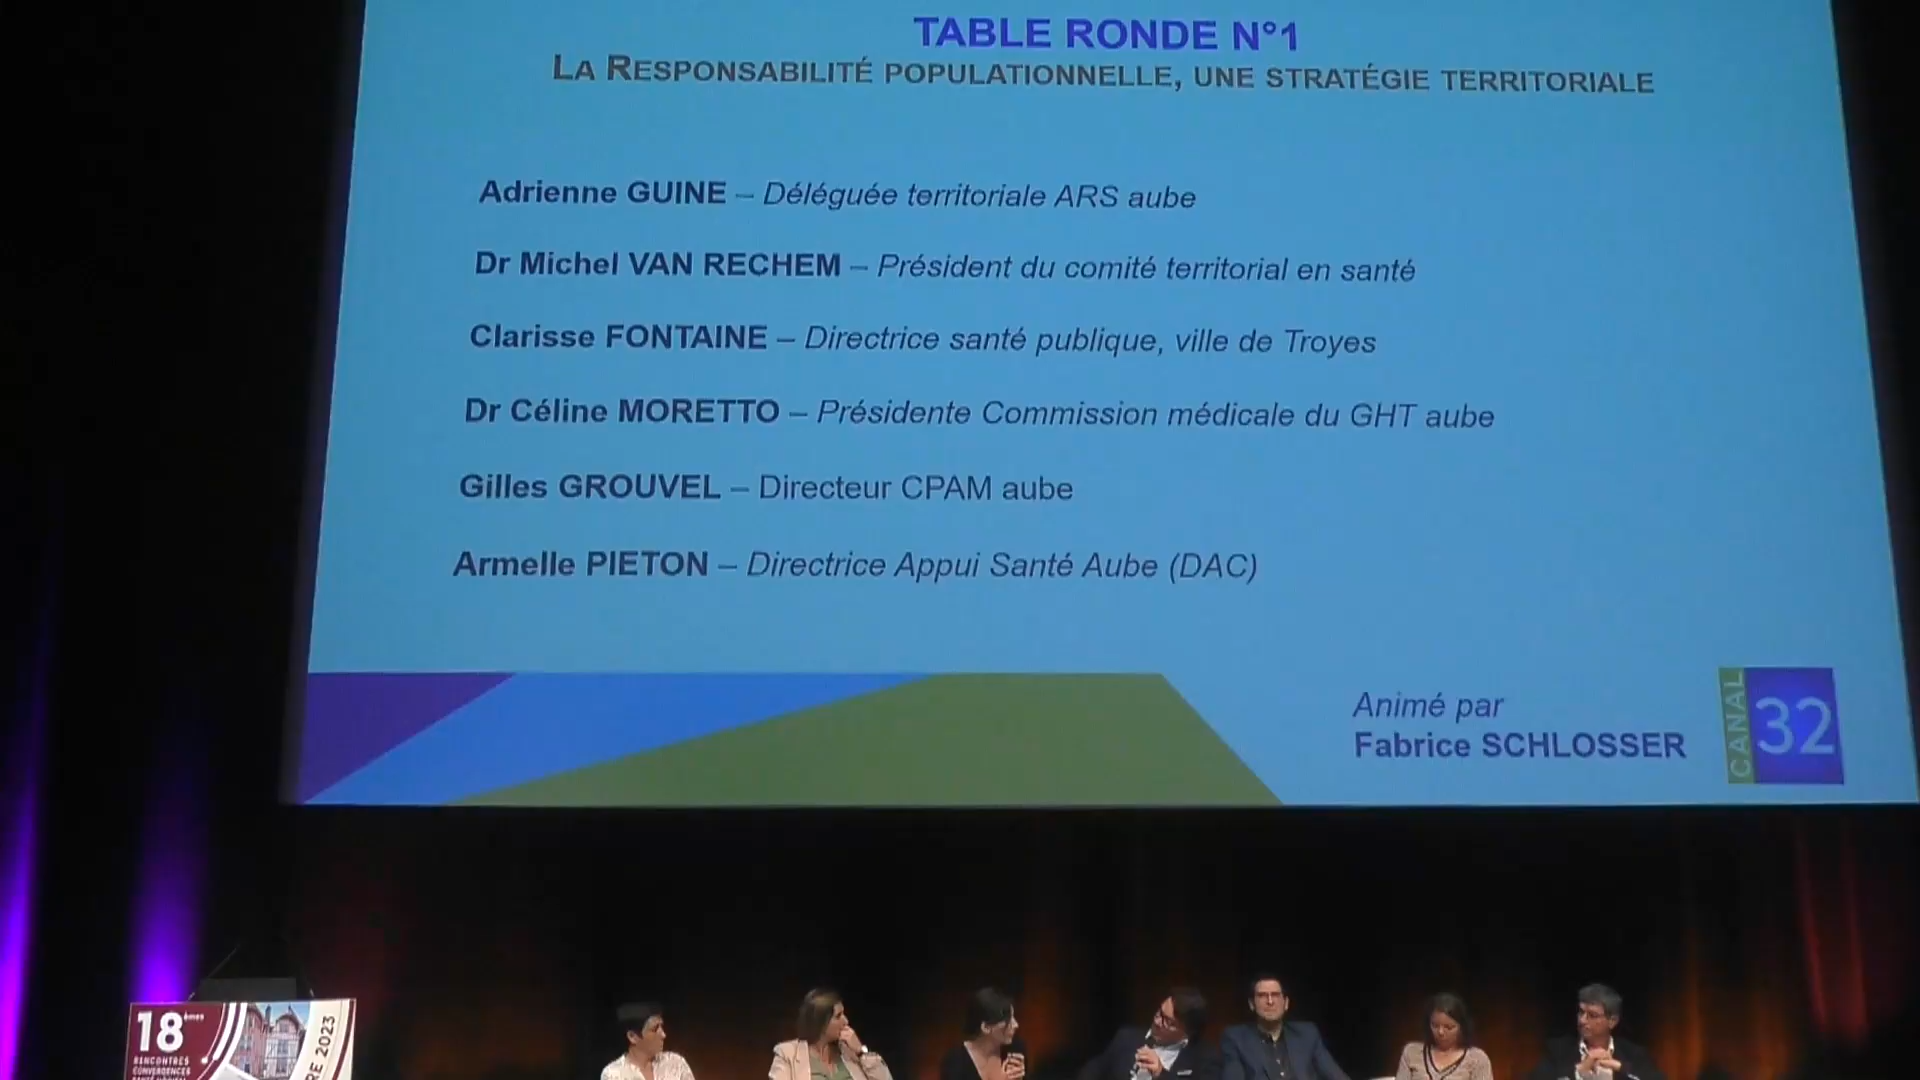 TABLE RONDE N°1
LA RESPONSABILITÉ POPULATIONNELLE, UNE STRATÉGIE TERRITORIALE
Adrienne GUINE – Déléguée territoriale ARS aube
Dr Michel VAN RECHEM – Président du comité territorial en santé
Clarisse FONTAINE – Directrice santé publique, ville de Troyes
Dr Céline MORETTO – Présidente Commission médicale du GHT aube
Gilles GROUVEL – Directeur CPAM aube
Armelle PIETON – Directrice Appui Santé Aube (DAC)
Animé par
Fabrice SCHLOSSER
CANAL
32
18èmes
RENCONTRES
CONVERGENCES
RE 2023